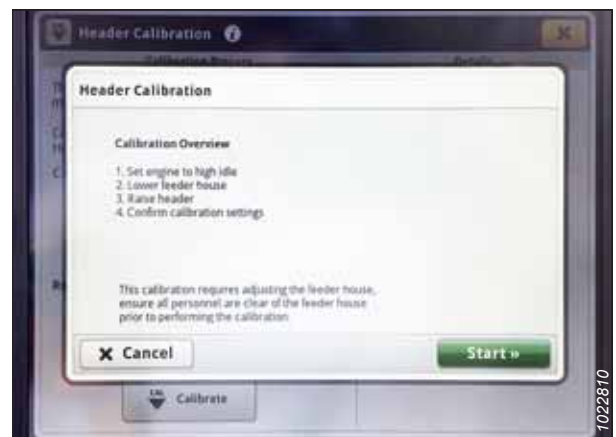 Header Calibration
Header Calibration
Calibration Overview
1. Set engine to high idle
2. Lower feeder house
3. Raise header
4. Confirm calibration settings
This calibration requires adjusting the feeder house,
ensure all personnel are clear of the feeder house
prior to performing the calibration
Cancel
Start »
CAL
Calibrate
1022810